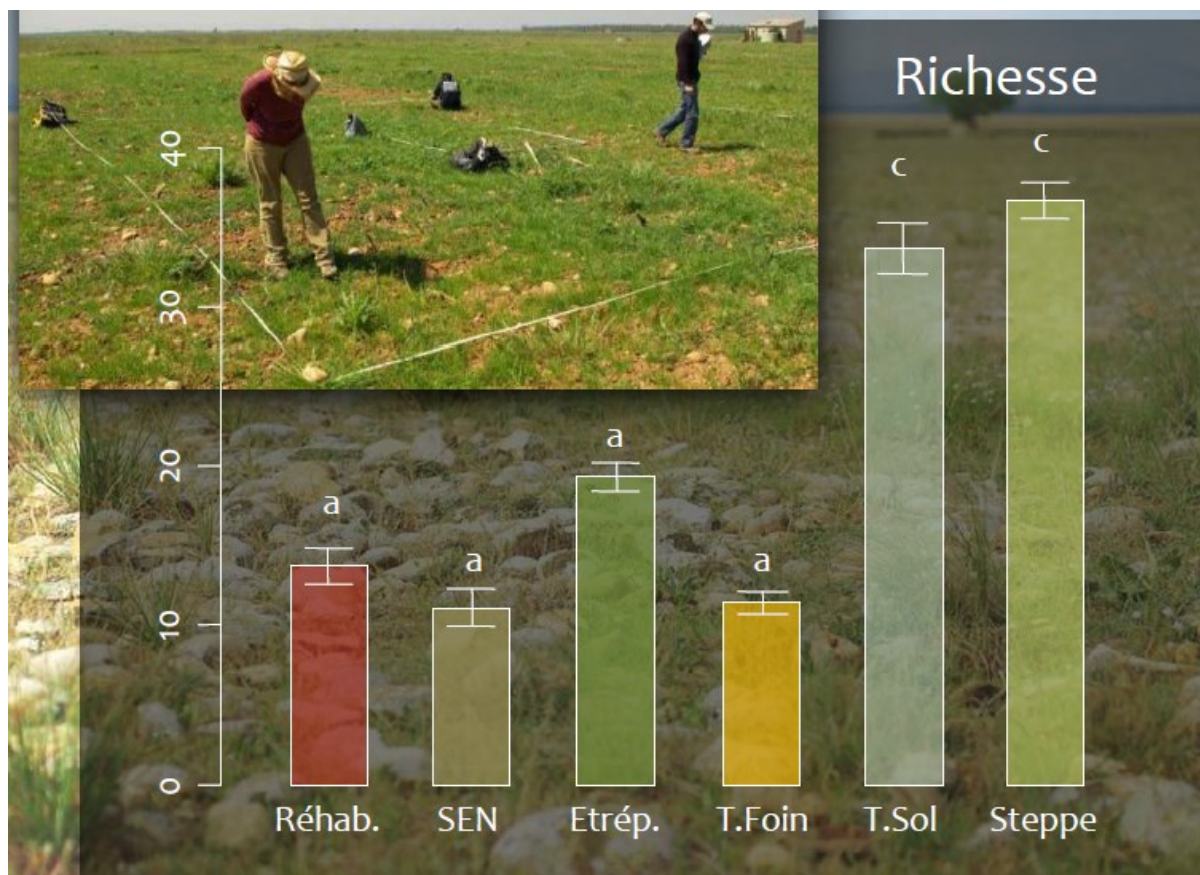 Richesse
40
30
20
10
0
a
a
a
a
c
c
Réhab.
SEN
Etrép.
T.Foin
T.Sol
Steppe